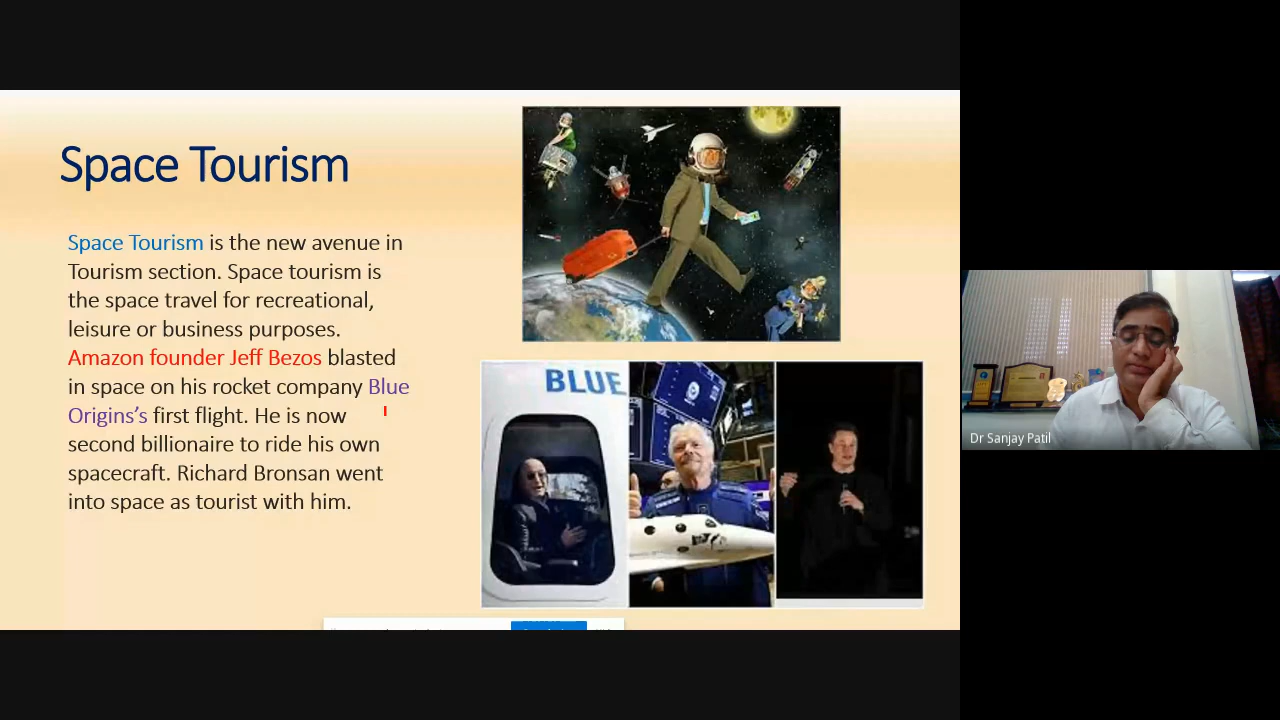 Space Tourism
Space Tourism is the new avenue in
Tourism section. Space tourism is
the space travel for recreational,
leisure or business purposes.
Amazon founder Jeff Bezos blasted
in space on his rocket company Blue
Origins's first flight. He is now
second billionaire to ride his own
spacecraft. Richard Bronsan went
into space as tourist with him.
BLUE
Dr Sanjay Patil